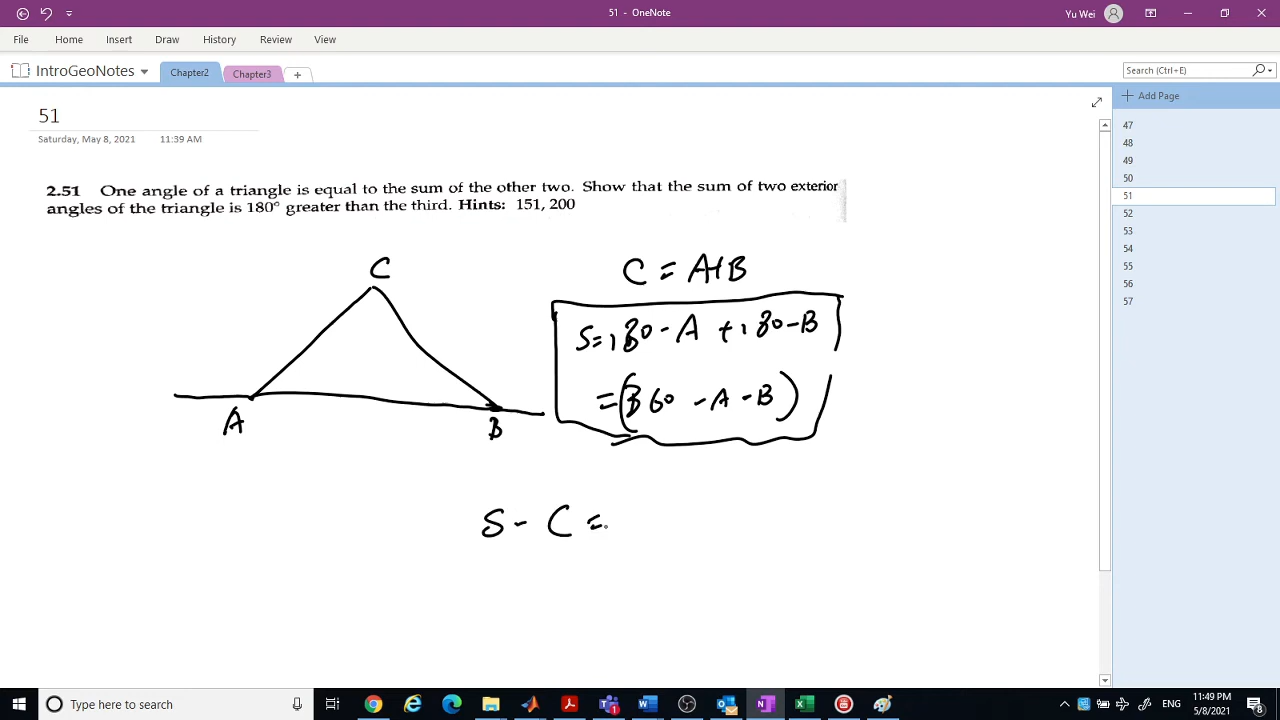 51 - OneNote
Yu Wei
File Home Insert Draw History Review View
IntroGeoNotes
Chapter2
Chapter3
+
Search (Ctrl+E)
Add Page
51
Saturday, May 8, 2021 11:39 AM
2.51 One angle of a triangle is equal to the sum of the other two. Show that the sum of two exterior
angles of the triangle is 180° greater than the third. Hints: 151, 200
C
A
B
C = A+B
S=180-A +180-B
=(360 -A -B)
S - C =
47
48
49
50
51
52
53
54
55
56
57
Type here to search
ENG
11:49 PM
5/8/2021